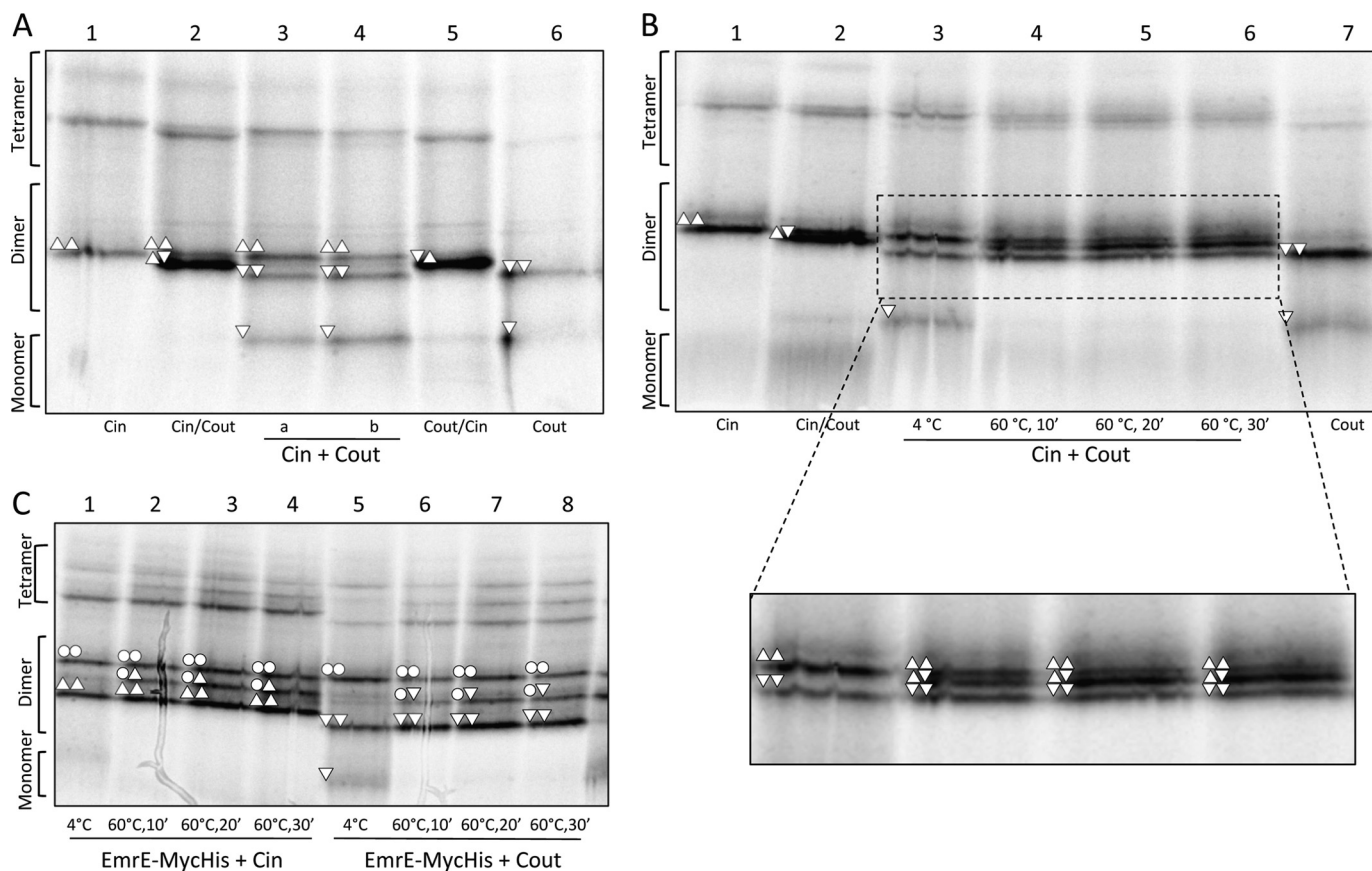 A
1 2 3 4 5 6
Tetramer
Dimer
Monomer
Cin Cin/Cout a b Cout/Cin Cout
Cin + Cout
B
1 2 3 4 5 6 7
Tetramer
Dimer
Monomer
Cin Cin/Cout 4 °C 60 °C, 10’ 60 °C, 20’ 60 °C, 30’ Cout
Cin + Cout
C
1 2 3 4 5 6 7 8
Tetramer
Dimer
Monomer
4°C 60°C,10’ 60°C,20’ 60°C,30’ 4°C 60°C,10’ 60°C,20’ 60°C,30’
EmrE-MycHis + Cin EmrE-MycHis + Cout